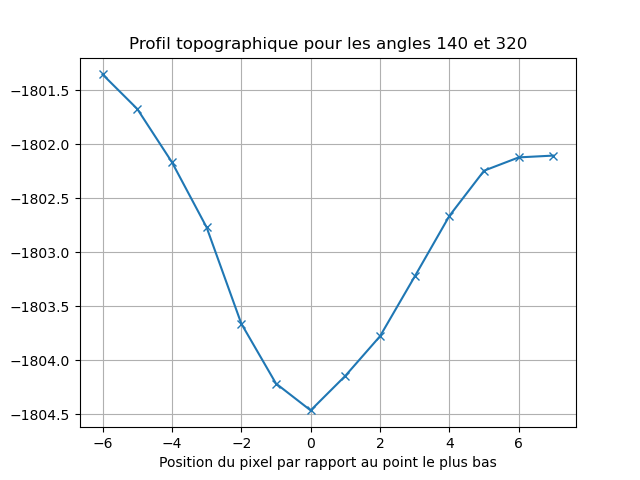 Profil topographique pour les angles 140 et 320
−1801.5
−1802.0
−1802.5
−1803.0
−1803.5
−1804.0
−1804.5
−6 −4 −2 0 2 4 6
Position du pixel par rapport au point le plus bas